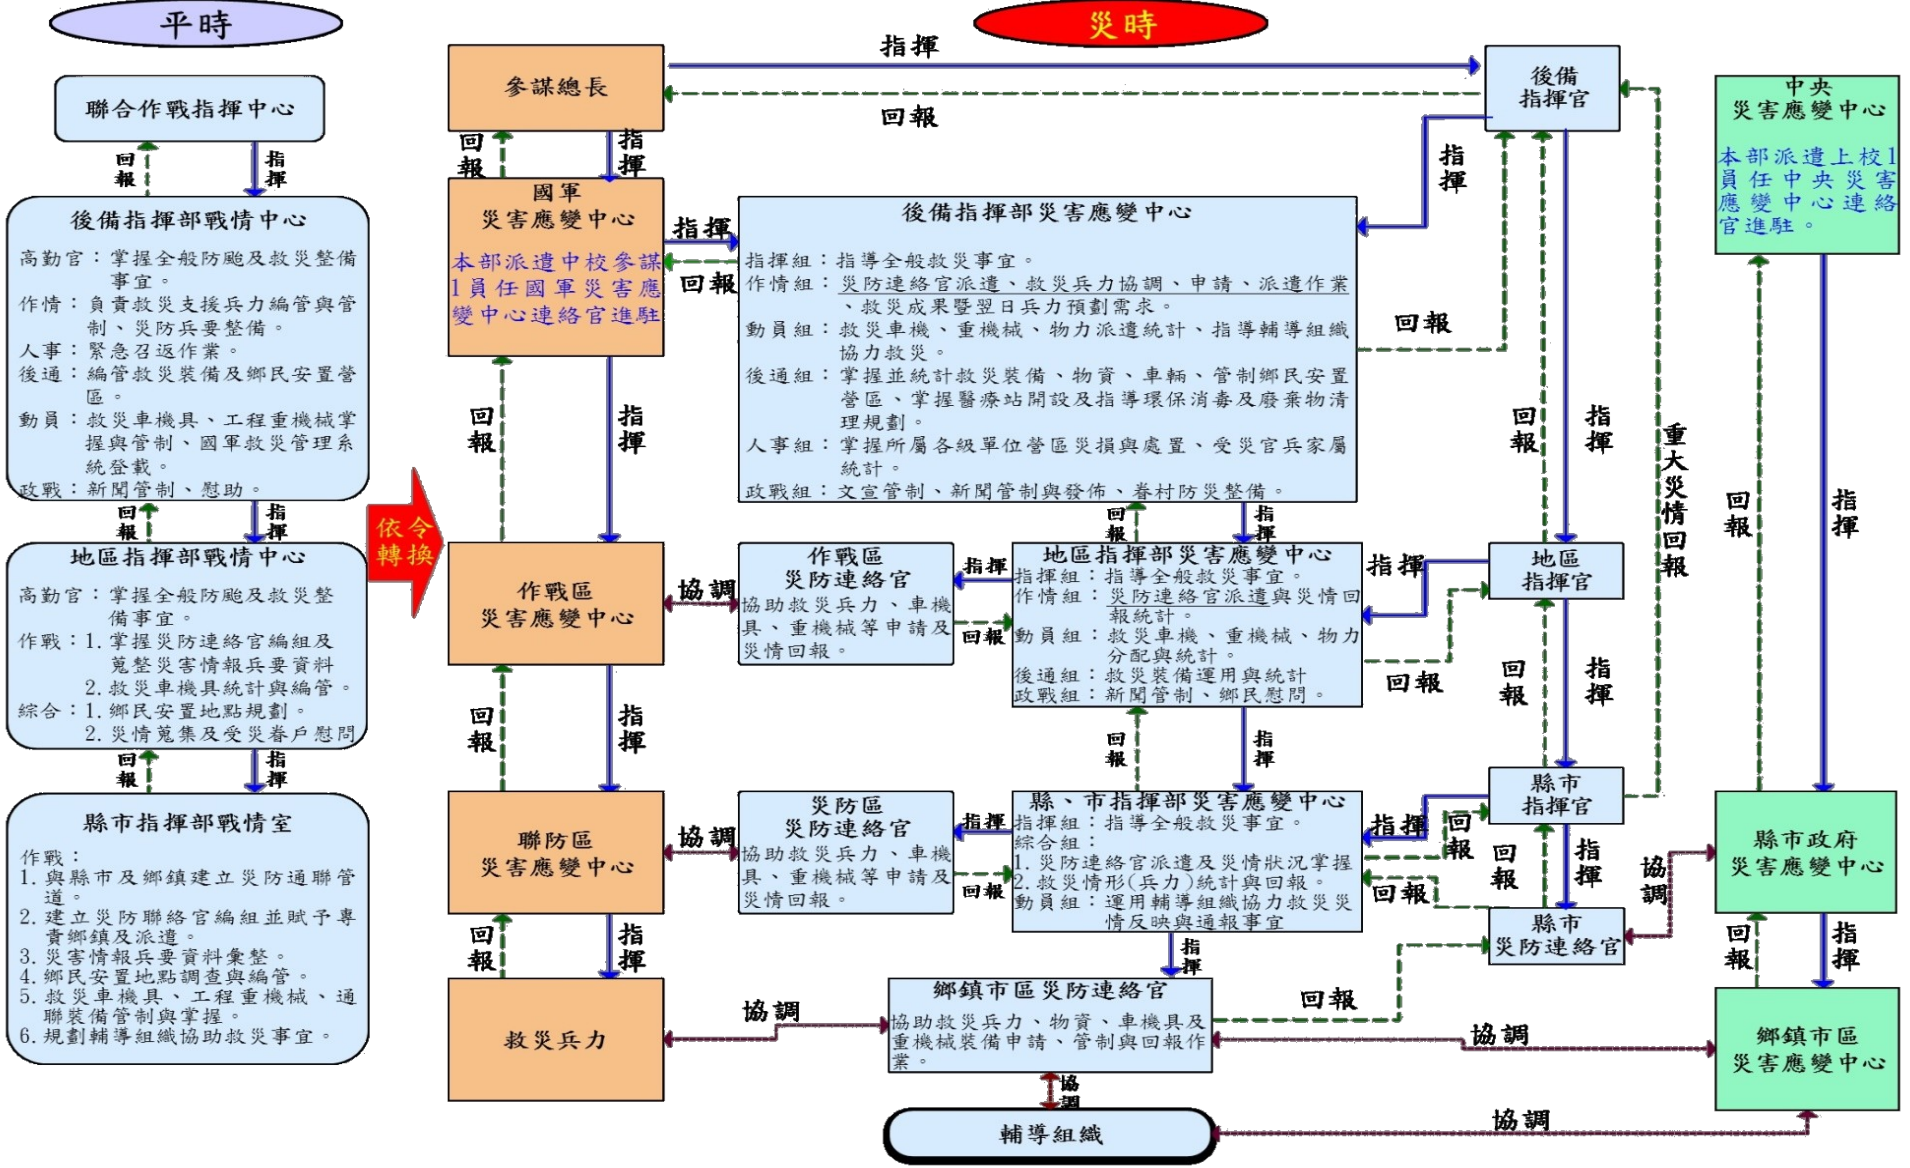 平時
聯合作戰指揮中心
回報
指揮
後備指揮部戰情中心
高勤官：掌握全般防颱及救災整備
事宜。
作情：負責救災支援兵力編管與管
制、災防兵要整備。
人事：緊急召返作業。
後通：編管救災裝備及鄉民安置營
區。
動員：救災車機具、工程重機械掌
握與管制、國軍救災管理系
統登載。
政戰：新聞管制、慰助。
回報
指揮
地區指揮部戰情中心
高勤官：掌握全般防颱及救災整
備事宜。
作戰：1.掌握災防連絡官編組及
蒐整災害情報兵要資料
2.救災車機具統計與編管。
綜合：1.鄉民安置地點規劃。
2.災情蒐集及受災眷戶慰問
回報
指揮
縣市指揮部戰情室
作戰：
1.與縣市及鄉鎮建立災防通聯管
道。
2.建立災防聯絡官編組並賦予專
責鄉鎮及派遣。
3.災害情報兵要資料彙整。
4.鄉民安置地點調查與編管。
5.救災車機具、工程重機械、通
聯裝備管制與掌握。
6.規劃輔導組織協助救災事宜。
依令
轉換
災時
參謀總長
指揮
回報
回報
指揮
國軍
災害應變中心
本部派遣中校參謀
1員任國軍災害應
變中心連絡官進駐
指揮
回報
回報
指揮
作戰區
災害應變中心
協調
回報
指揮
聯防區
災害應變中心
協調
回報
指揮
救災兵力
協調
後備指揮部災害應變中心
指揮組：指導全般救災事宜。
作情組：災防連絡官派遣、救災兵力協調、申請、派遣作業
、救災成果暨翌日兵力預劃需求。
動員組：救災車機、重機械、物力派遣統計、指導輔導組織
協力救災。
後通組：掌握並統計救災裝備、物資、車輛、管制鄉民安置
營區、掌握醫療站開設及指導環保消毒及廢棄物清
理規劃。
人事組：掌握所屬各級單位營區災損與處置、受災官兵家屬
統計。
政戰組：文宣管制、新聞管制與發佈、眷村防災整備。
回報
指揮
作戰區
災防連絡官
協助救災兵力、車機
具、重機械等申請及
災情回報。
指揮
回報
地區指揮部災害應變中心
指揮組：指導全般救災事宜。
作情組：災防連絡官派遣與災情回
報統計。
動員組：救災車機、重機械、物力
分配與統計。
後通組：救災裝備運用與統計
政戰組：新聞管制、鄉民慰問。
回報
指揮
災防區
災防連絡官
協助救災兵力、車機
具、重機械等申請及
災情回報。
指揮
回報
縣、市指揮部災害應變中心
指揮組：指導全般救災事宜。
綜合組：
1.災防連絡官派遣及災情狀況掌握
2.救災情形(兵力)統計與回報。
動員組：運用輔導組織協力救災災
情反映與通報事宜
指揮
鄉鎮市區災防連絡官
協助救災兵力、物資、車機具及
重機械裝備申請、管制與回報作
業。
回報
協調
協調
輔導組織
協調
後備
指揮官
指揮
回報
回報
指揮
重大災情回報
地區
指揮官
指揮
回報
回報
指揮
縣市
指揮官
指揮
回報
回報
指揮
回報
縣市
災防連絡官
協調
中央
災害應變中心
本部派遣上校1
員任中央災害
應變中心連絡
官進駐。
回報
指揮
縣市政府
災害應變中心
回報
指揮
鄉鎮市區
災害應變中心